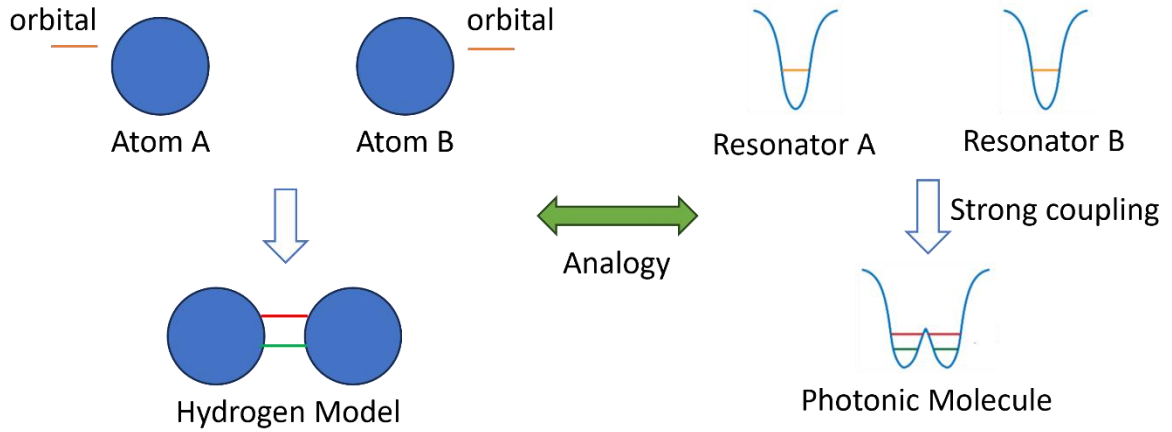 orbital
orbital
Atom A
Atom B
Resonator A
Resonator B
Analogy
Strong coupling
Hydrogen Model
Photonic Molecule